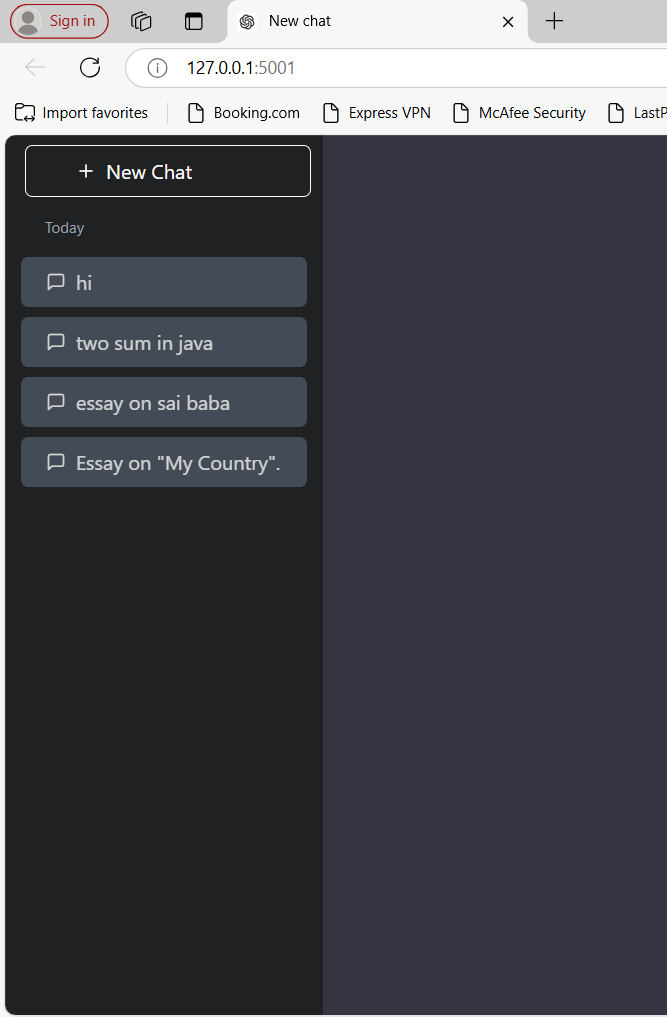 Sign in
New chat
127.0.0.1:5001
Import favorites
Booking.com
Express VPN
McAfee Security
LastP
+ New Chat
Today
hi
two sum in java
essay on sai baba
Essay on "My Country".